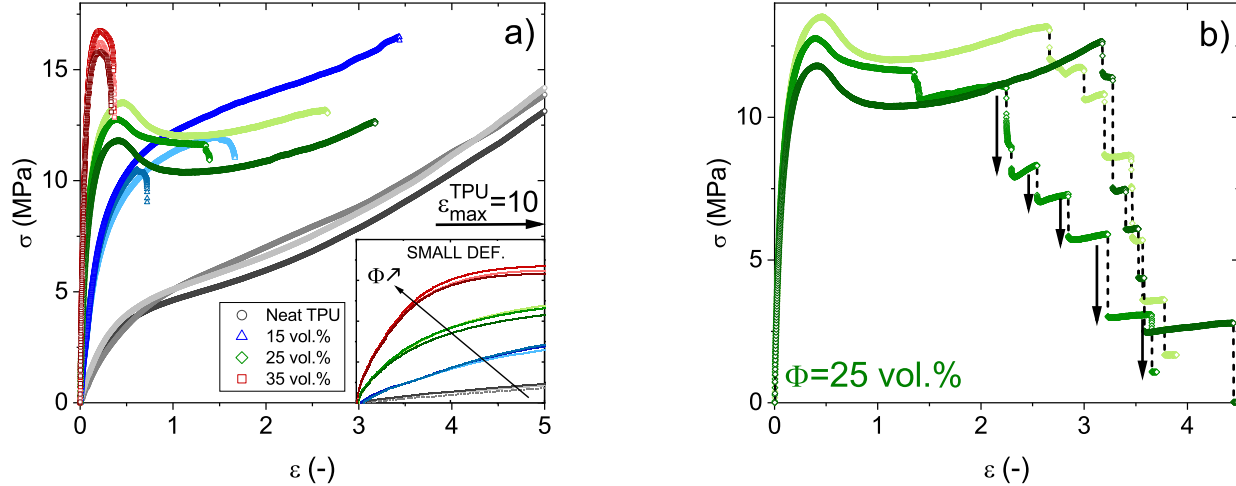 a)
σ (MPa)
15
10
5
0
0
1
2
3
4
5
ε (-)
ε_max^TPU=10
SMALL DEF.
Φ↗
Neat TPU
15 vol.%
25 vol.%
35 vol.%
b)
σ (MPa)
10
5
0
0
1
2
3
4
ε (-)
Φ=25 vol.%